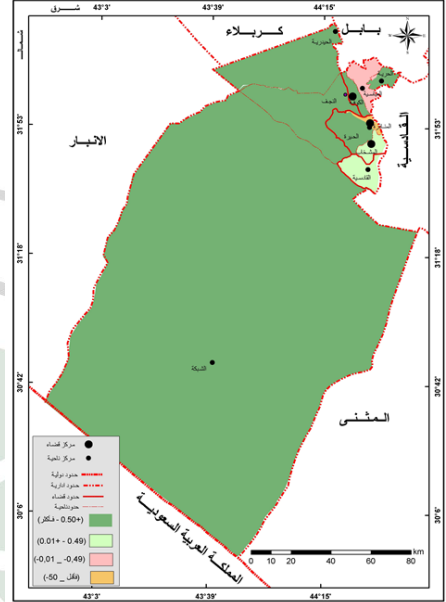 شرق
43°3 43°39 44°15
شمال
كربلاء
بابل
الحيدرية
الحرية
العباسية
النجف
الكوفة
31°53 31°53
الانبار
القادسية
الحيرة
القادسية
31°18 31°18
الشبكة
30°42 30°42
المثنى
مركز قضاء
مركز ناحية
حدود دولية
حدود ادارية
حدود قضاء
حدود ناحية
(+0.50 - فاكثر)
(0.01+ - 0.49)
(-0,01 _ -0,49)
(فاقل _ 50-)
30°6 30°6
المملكة العربية السعودية
0 10 20 40 60 80 km
43°3 43°39 44°15